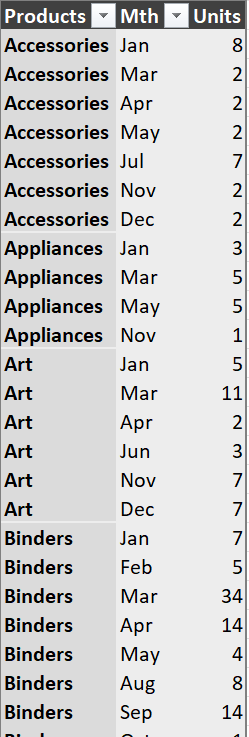 Products Mth Units
Accessories Jan 8
Accessories Mar 2
Accessories Apr 2
Accessories May 2
Accessories Jul 7
Accessories Nov 2
Accessories Dec 2
Appliances Jan 3
Appliances Mar 5
Appliances May 5
Appliances Nov 1
Art Jan 5
Art Mar 11
Art Apr 2
Art Jun 3
Art Nov 7
Art Dec 7
Binders Jan 7
Binders Feb 5
Binders Mar 34
Binders Apr 14
Binders May 4
Binders Aug 8
Binders Sep 14